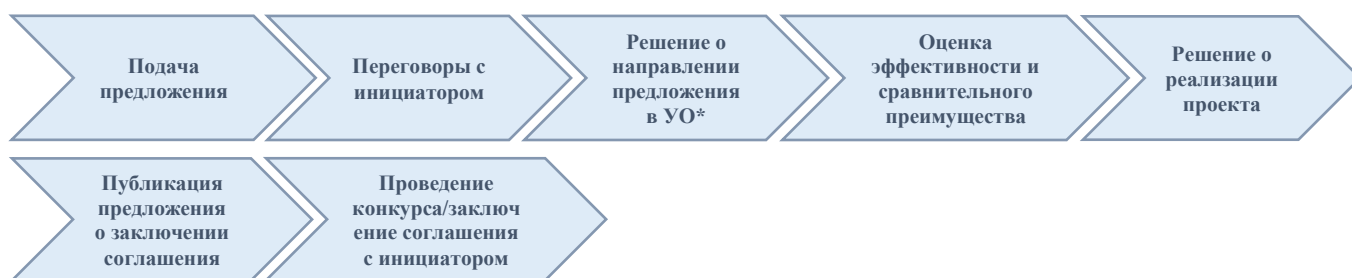 Подача
предложения
Переговоры с
инициатором
Решение о
направлении
предложения
в УО*
Оценка
эффективности и
сравнительного
преимущества
Решение о
реализации
проекта
Публикация
предложения
о заключении
соглашения
Проведение
конкурса/заключ
ение соглашения
с инициатором